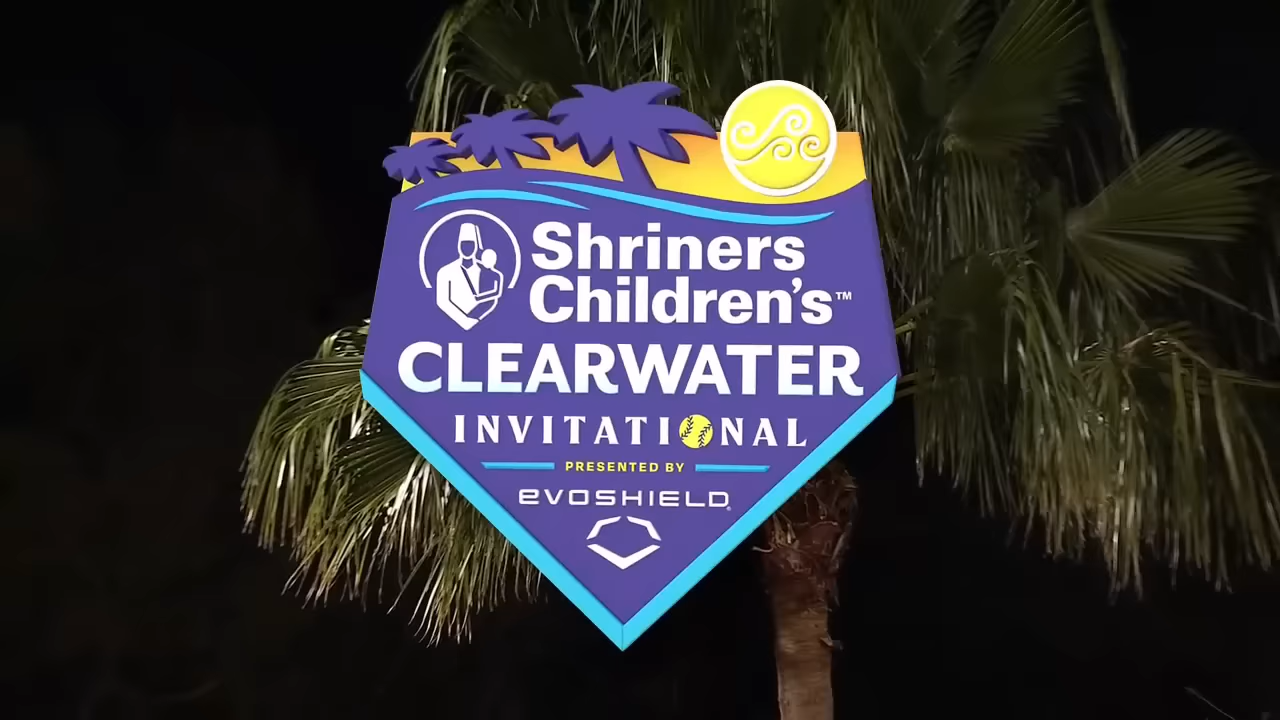 Shriners
Children's™
CLEARWATER
INVITATIONAL
PRESENTED BY
EVOSHIELD®